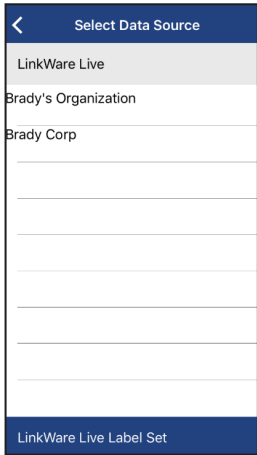 Select Data Source
LinkWare Live
Brady's Organization
Brady Corp
LinkWare Live Label Set